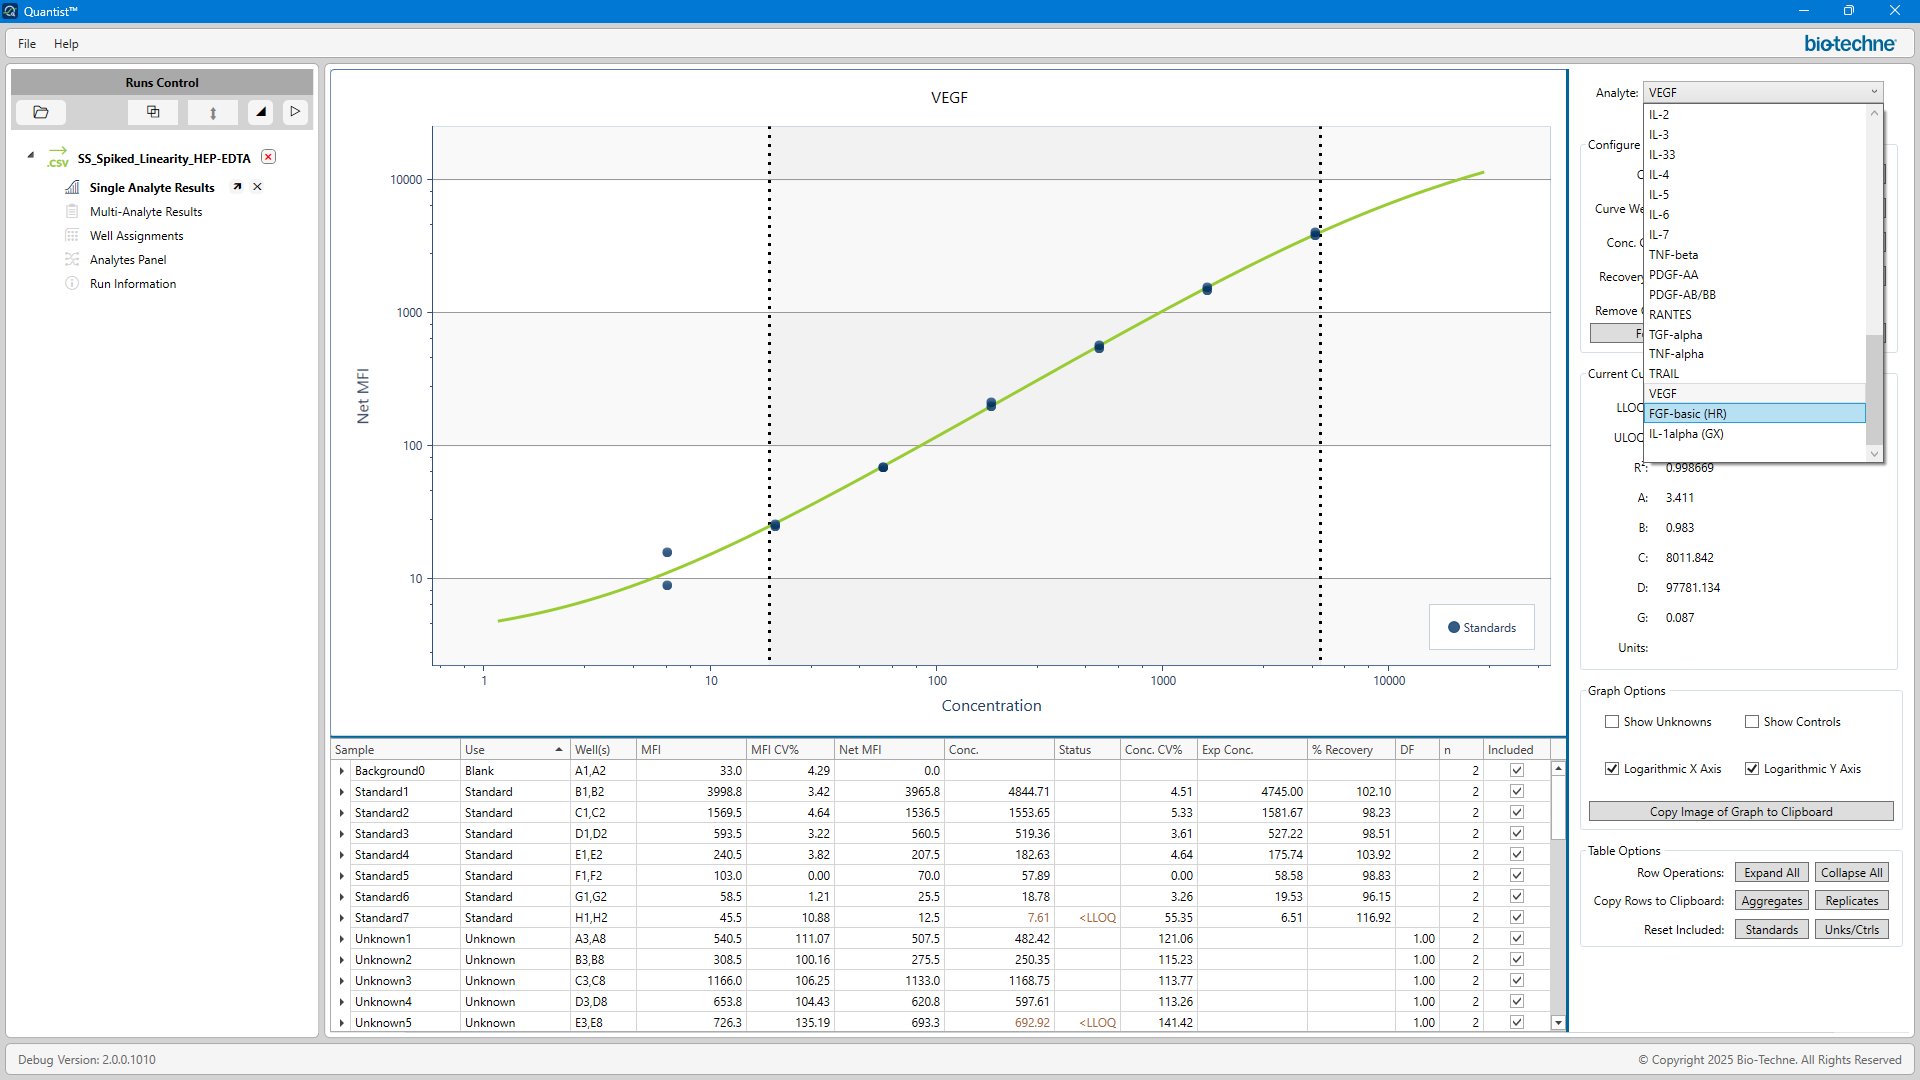 Quantist™
File Help
bio-techne
Runs Control
.CSV SS_Spiked_Linearity_HEP-EDTA
Single Analyte Results
Multi-Analyte Results
Well Assignments
Analytes Panel
Run Information
VEGF
Net MFI
10000
1000
100
10
1 10 100 1000 10000
Concentration
Standards
Analyte: VEGF
IL-2
IL-3
IL-33
IL-4
IL-5
IL-6
IL-7
TNF-beta
PDGF-AA
PDGF-AB/BB
RANTES
TGF-alpha
TNF-alpha
TRAIL
VEGF
FGF-basic (HR)
IL-1alpha (GX)
Configure
Curve We
Conc. C
Recovery
Remove
Current Cu
LLOQ
ULOQ
R²: 0.998669
A: 3.411
B: 0.983
C: 8011.842
D: 97781.134
G: 0.087
Units:
Graph Options
Show Unknowns Show Controls
Logarithmic X Axis Logarithmic Y Axis
Copy Image of Graph to Clipboard
Table Options
Row Operations: Expand All Collapse All
Copy Rows to Clipboard: Aggregates Replicates
Reset Included: Standards Unks/Ctrls
Sample Use Well(s) MFI MFI CV% Net MFI Conc. Status Conc. CV% Exp Conc. % Recovery DF n Included
Background0 Blank A1,A2 33.0 4.29 0.0 2
Standard1 Standard B1,B2 3998.8 3.42 3965.8 4844.71 4.51 4745.00 102.10 2
Standard2 Standard C1,C2 1569.5 4.64 1536.5 1553.65 5.33 1581.67 98.23 2
Standard3 Standard D1,D2 593.5 3.22 560.5 519.36 3.61 527.22 98.51 2
Standard4 Standard E1,E2 240.5 3.82 207.5 182.63 4.64 175.74 103.92 2
Standard5 Standard F1,F2 103.0 0.00 70.0 57.89 0.00 58.58 98.83 2
Standard6 Standard G1,G2 58.5 1.21 25.5 18.78 3.26 19.53 96.15 2
Standard7 Standard H1,H2 45.5 10.88 12.5 7.61 <LLOQ 55.35 6.51 116.92 2
Unknown1 Unknown A3,A8 540.5 111.07 507.5 482.42 121.06 1.00 2
Unknown2 Unknown B3,B8 308.5 100.16 275.5 250.35 115.23 1.00 2
Unknown3 Unknown C3,C8 1166.0 106.25 1133.0 1168.75 113.77 1.00 2
Unknown4 Unknown D3,D8 653.8 104.43 620.8 597.61 113.26 1.00 2
Unknown5 Unknown E3,E8 726.3 135.19 693.3 692.92 <LLOQ 141.42 1.00 2
Debug Version: 2.0.0.1010
© Copyright 2025 Bio-Techne. All Rights Reserved